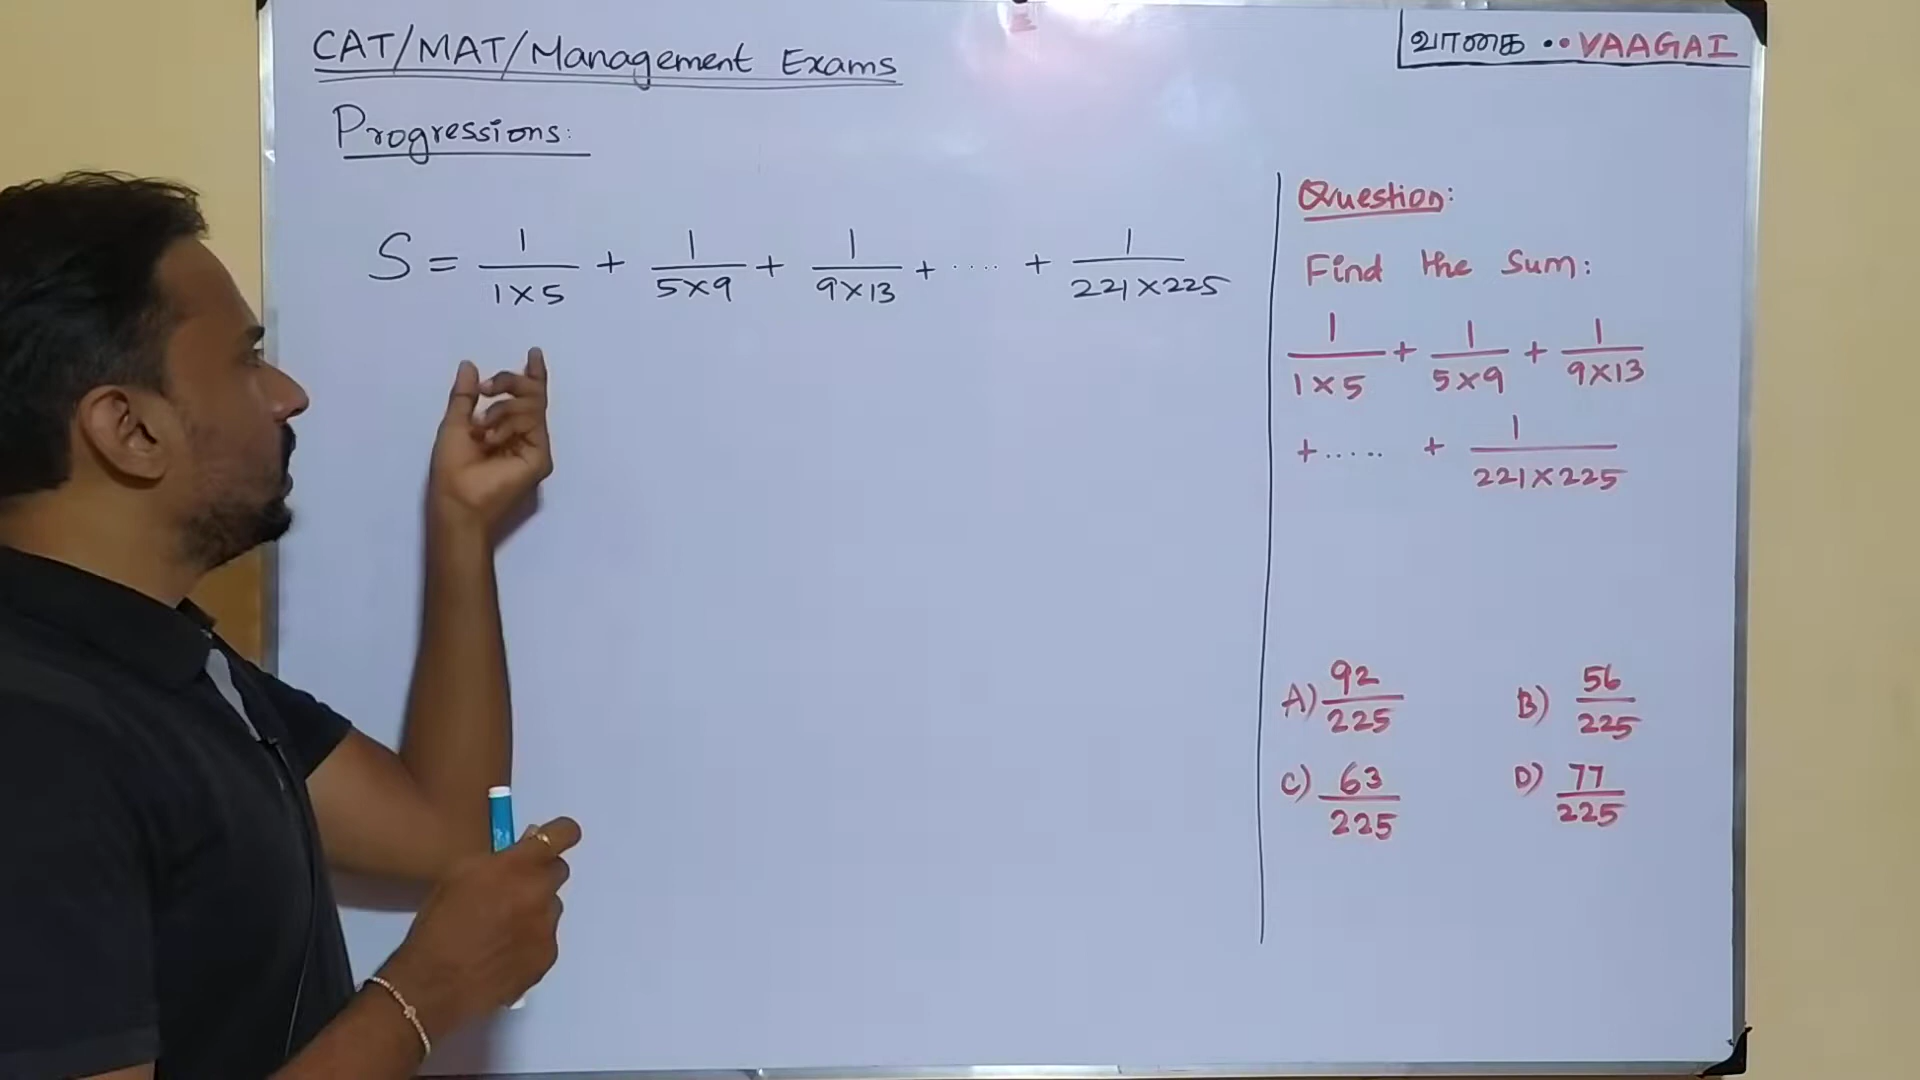 CAT/MAT/Management Exams
வாகை ..VAAGAI
Progressions:
S = 1/(1×5) + 1/(5×9) + 1/(9×13) + .... + 1/(221×225)
Question:
Find the Sum:
1/(1×5) + 1/(5×9) + 1/(9×13)
+ ..... + 1/(221×225)
A) 92/225 B) 56/225
C) 63/225 D) 77/225